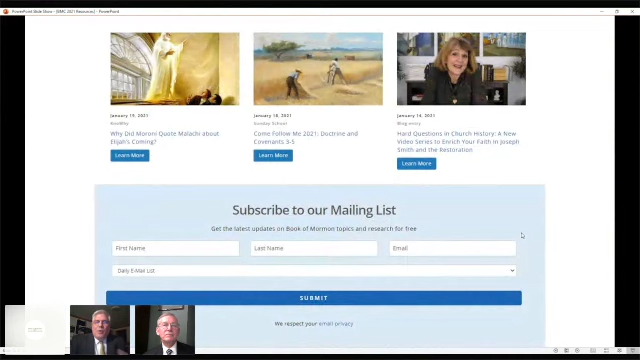 PowerPoint Slide Show - [BMC 2021 Resources] - PowerPoint
January 19, 2021
KnoWhy
Why Did Moroni Quote Malachi about
Elijah's Coming?
Learn More
January 18, 2021
Sunday School
Come Follow Me 2021: Doctrine and
Covenants 3-5
Learn More
January 14, 2021
Blog entry
Hard Questions in Church History: A New
Video Series to Enrich Your Faith in Joseph
Smith and the Restoration
Learn More
Subscribe to our Mailing List
Get the latest updates on Book of Mormon topics and research for free
First Name
Last Name
Email
Daily E-Mail List
SUBMIT
We respect your email privacy